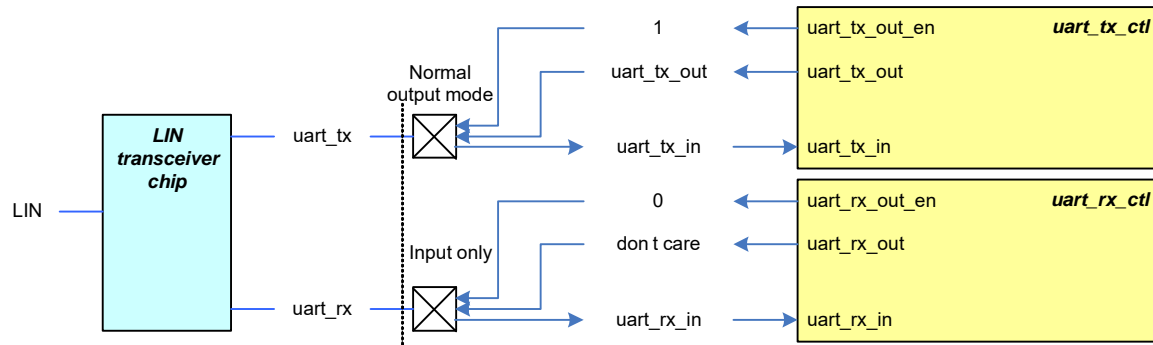 1
uart_tx_out_en
uart_tx_ctl
Normal
output mode
uart_tx_out
uart_tx_out
LIN
transceiver
chip
uart_tx
uart_tx_in
uart_tx_in
LIN
0
uart_rx_out_en
uart_rx_ctl
Input only
don t care
uart_rx_out
uart_rx
uart_rx_in
uart_rx_in